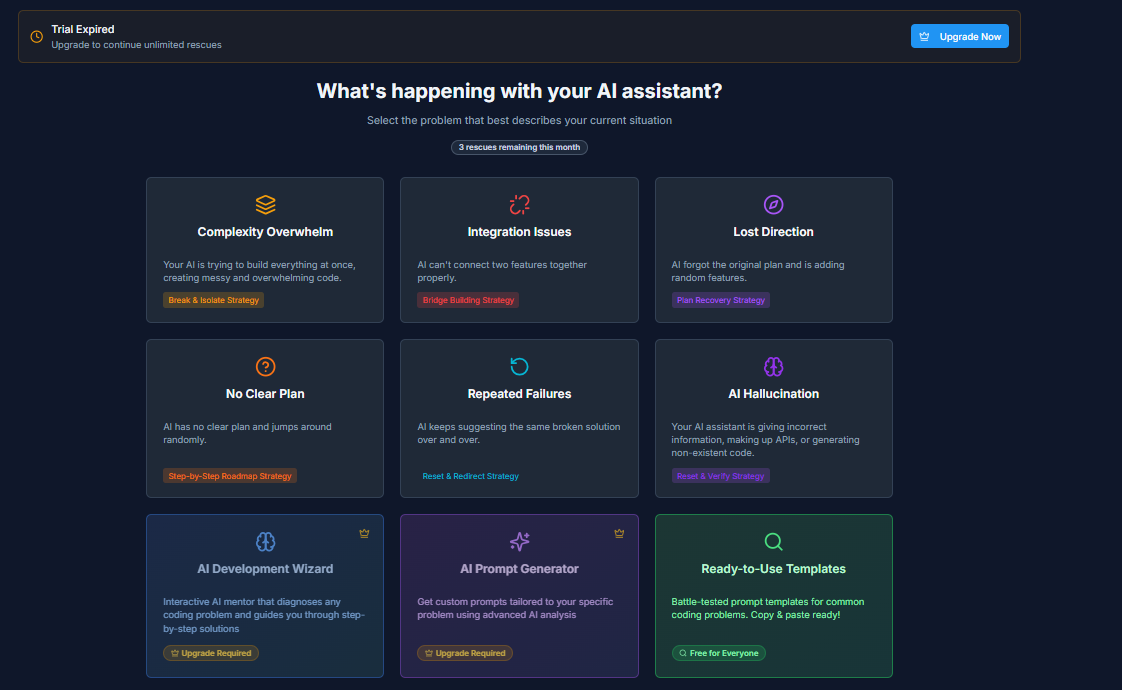 Trial Expired
Upgrade to continue unlimited rescues
Upgrade Now
What's happening with your AI assistant?
Select the problem that best describes your current situation
3 rescues remaining this month
Complexity Overwhelm
Your AI is trying to build everything at once,
creating messy and overwhelming code.
Break & Isolate Strategy
Integration Issues
AI can't connect two features together
properly.
Bridge Building Strategy
Lost Direction
AI forgot the original plan and is adding
random features.
Plan Recovery Strategy
No Clear Plan
AI has no clear plan and jumps around
randomly.
Step-by-Step Roadmap Strategy
Repeated Failures
AI keeps suggesting the same broken solution
over and over.
Reset & Redirect Strategy
AI Hallucination
Your AI assistant is giving incorrect
information, making up APIs, or generating
non-existent code.
Reset & Verify Strategy
AI Development Wizard
Interactive AI mentor that diagnoses any
coding problem and guides you through step-
by-step solutions
Upgrade Required
AI Prompt Generator
Get custom prompts tailored to your specific
problem using advanced AI analysis
Upgrade Required
Ready-to-Use Templates
Battle-tested prompt templates for common
coding problems. Copy & paste ready!
Free for Everyone